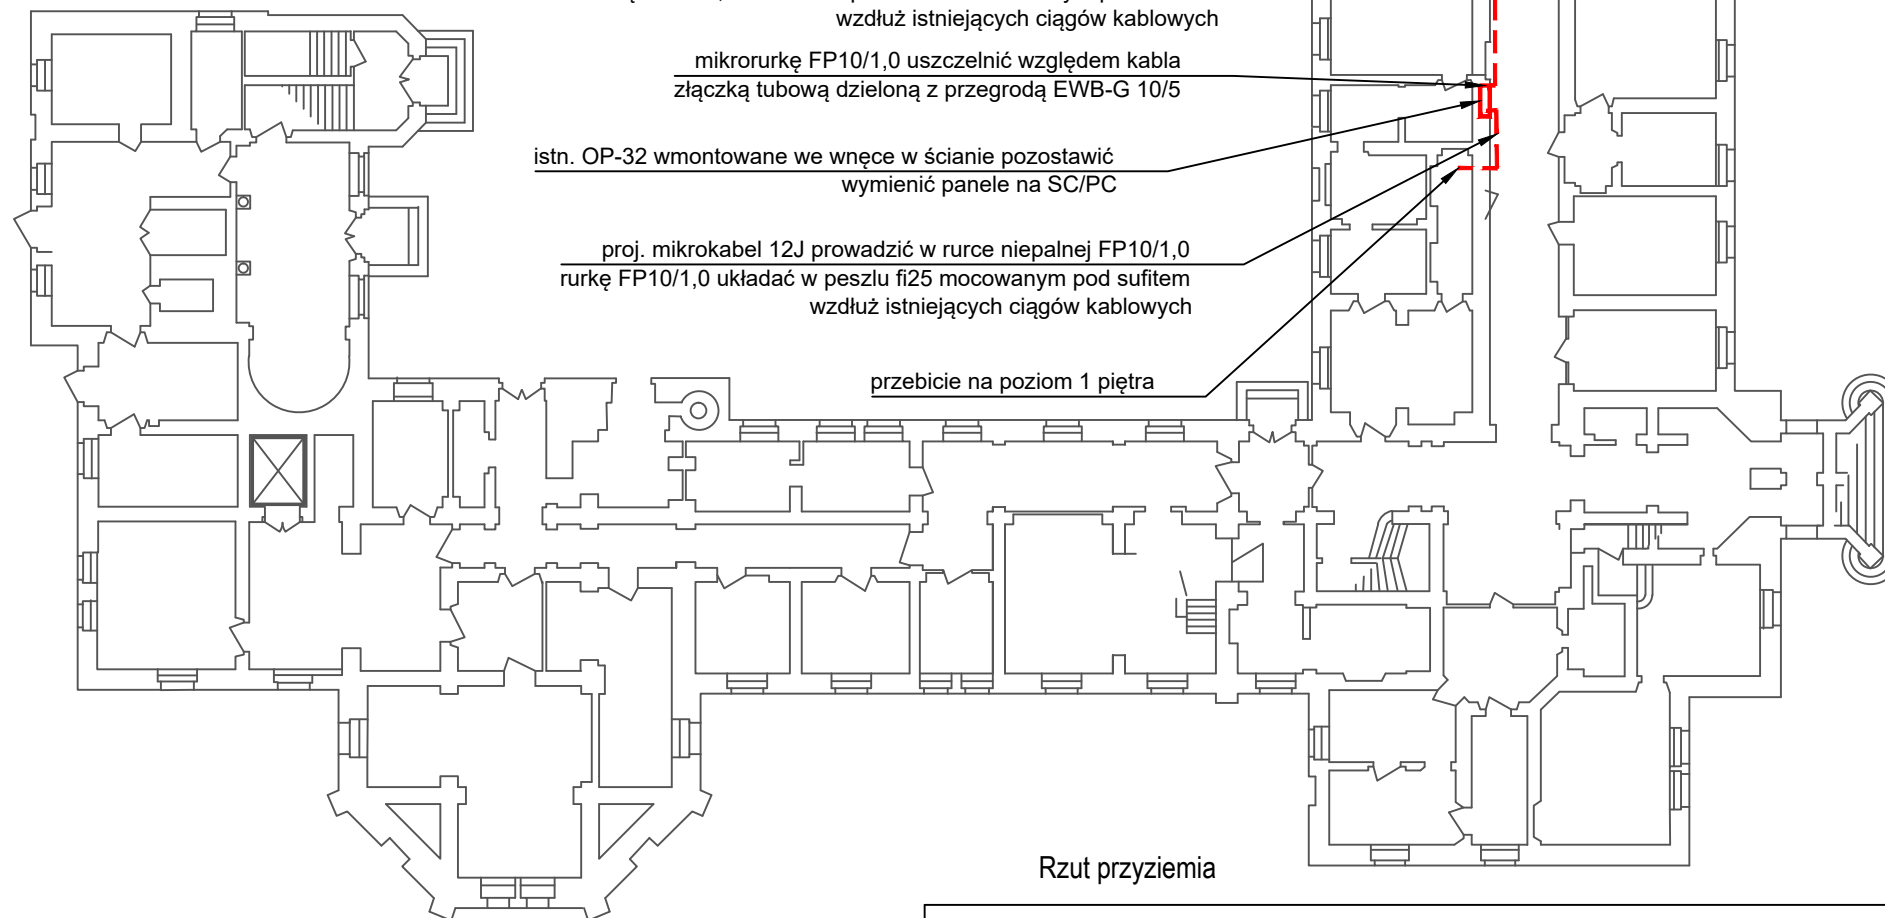 wzdłuż istniejących ciągów kablowych
mikrorurkę FP10/1,0 uszczelnić względem kabla
złączką tubową dzieloną z przegrodą EWB-G 10/5
istn. OP-32 wmontowane we wnęce w ścianie pozostawić
wymienić panele na SC/PC
proj. mikrokabel 12J prowadzić w rurce niepalnej FP10/1,0
rurkę FP10/1,0 układać w peszlu fi25 mocowanym pod sufitem
wzdłuż istniejących ciągów kablowych
przebicie na poziom 1 piętra
Rzut przyziemia